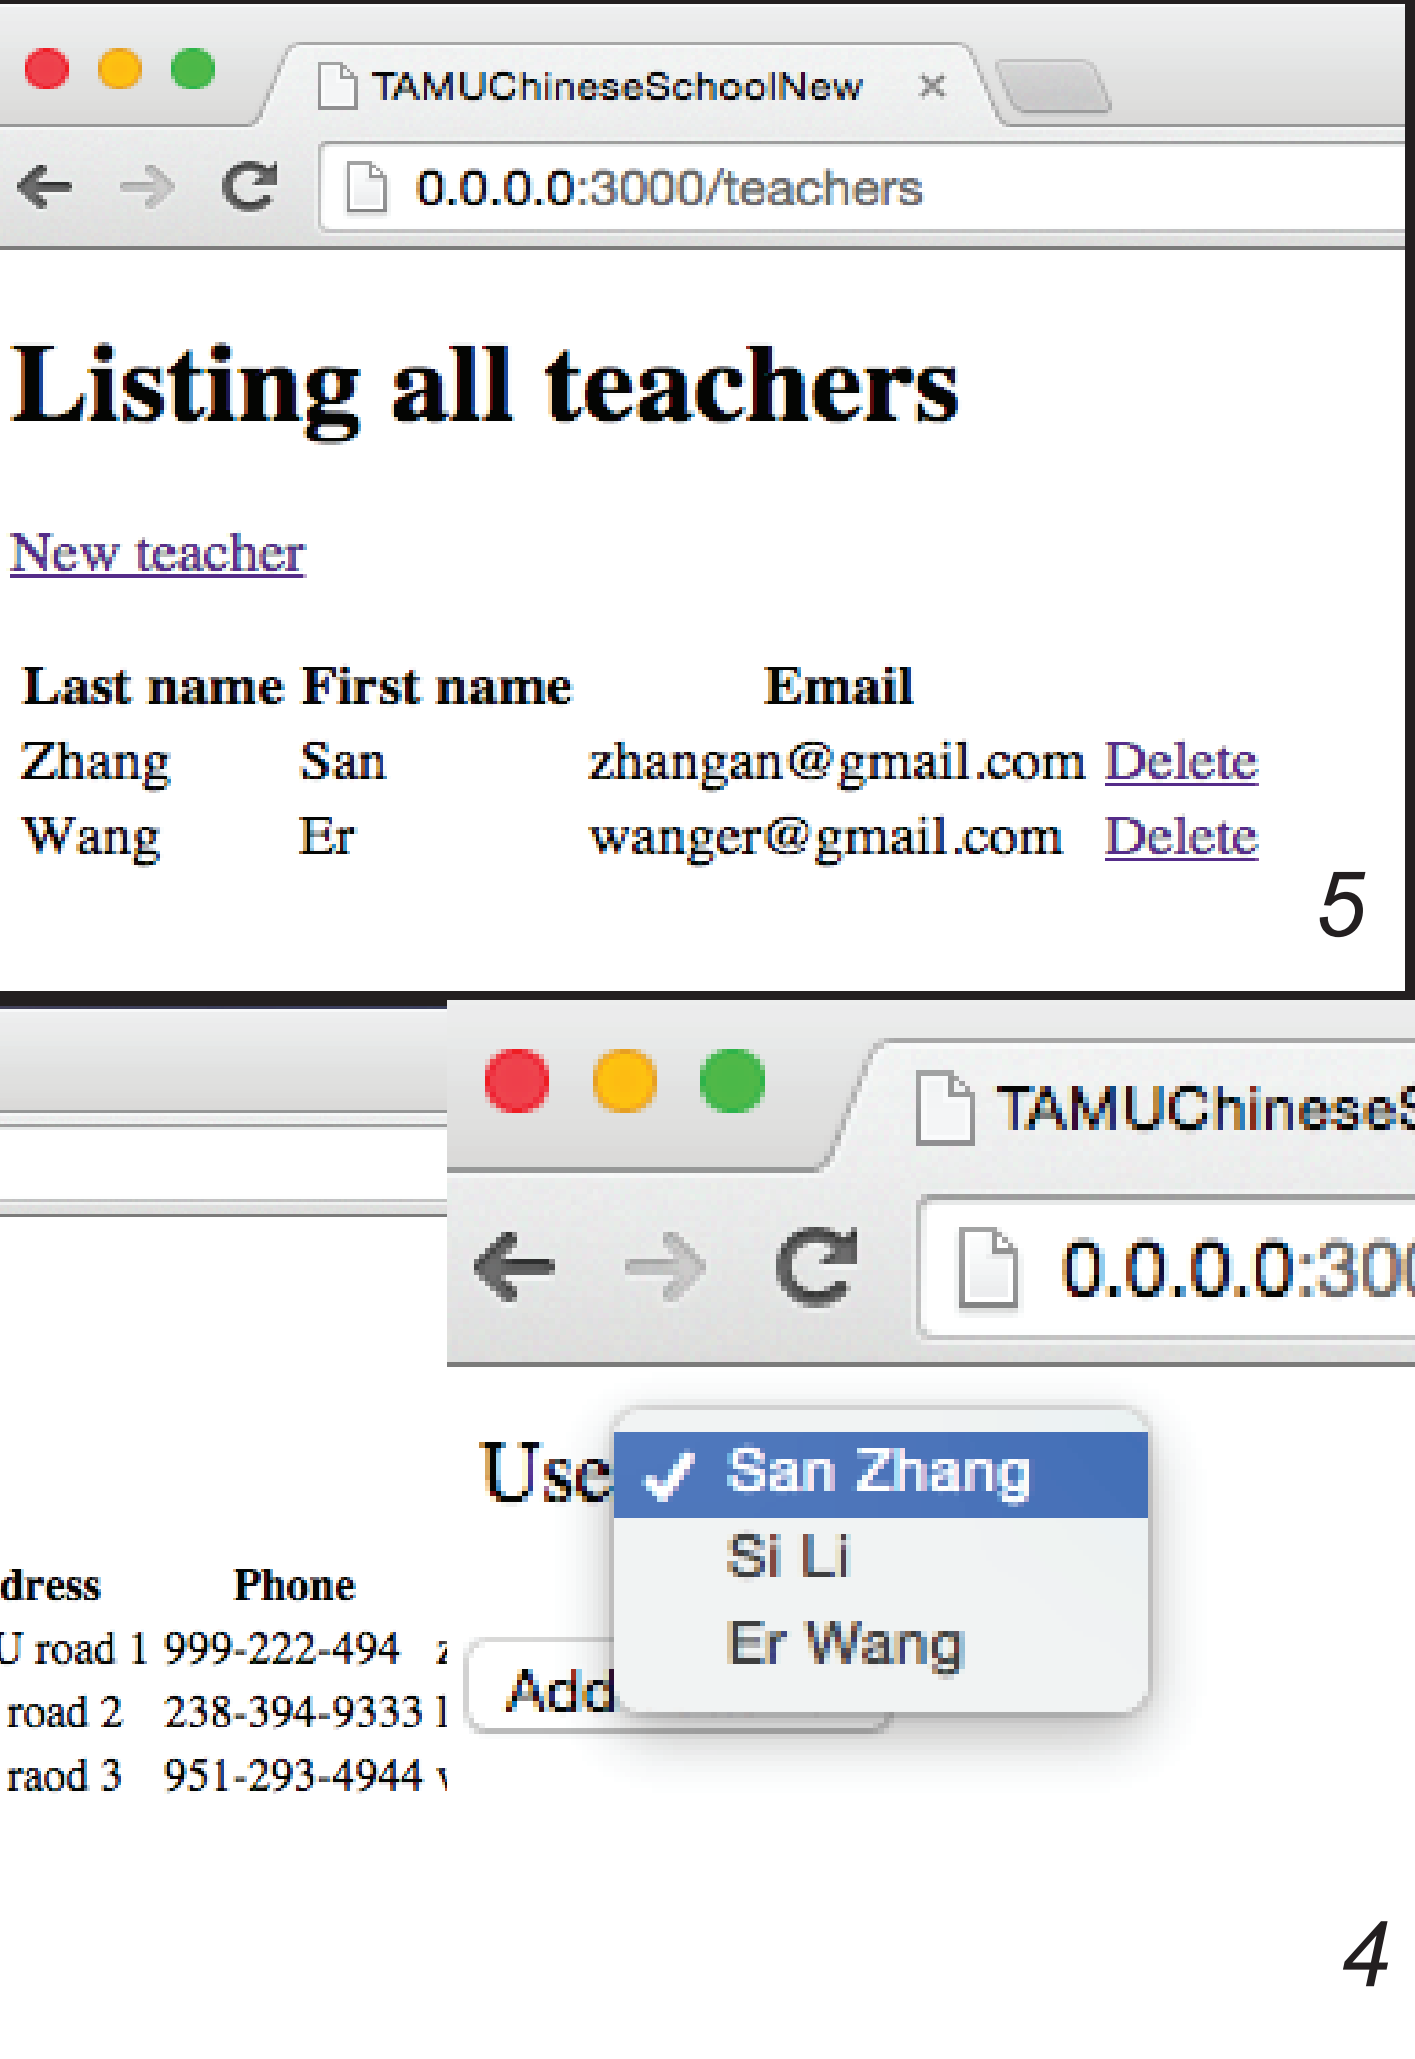 TAMUChineseSchoolNew
0.0.0.0:3000/teachers
Listing all teachers
New teacher
Last name First name Email
Zhang San zhangan@gmail.com Delete
Wang Er wanger@gmail.com Delete
5
dress Phone
U road 1 999-222-494
road 2 238-394-9333
raod 3 951-293-4944
TAMUChineseS
0.0.0.0:300
Use
San Zhang
Si Li
Er Wang
Add
4